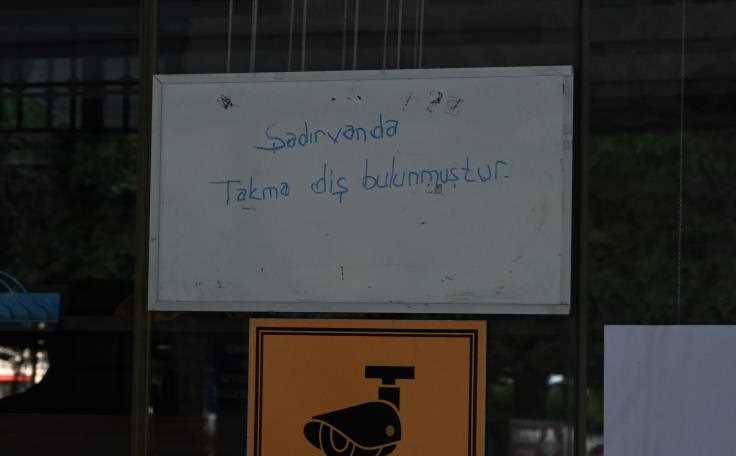 Şadırvanda
Takma diş bulunmuştur.